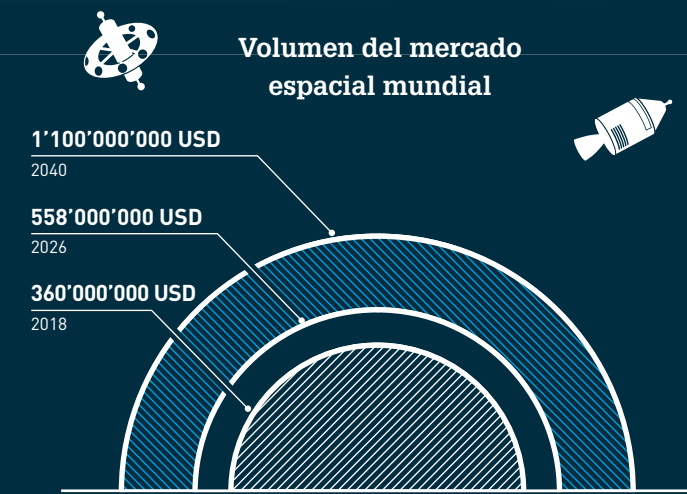 Volumen del mercado
espacial mundial
1’100’000’000 USD
2040
558’000’000 USD
2026
360’000’000 USD
2018